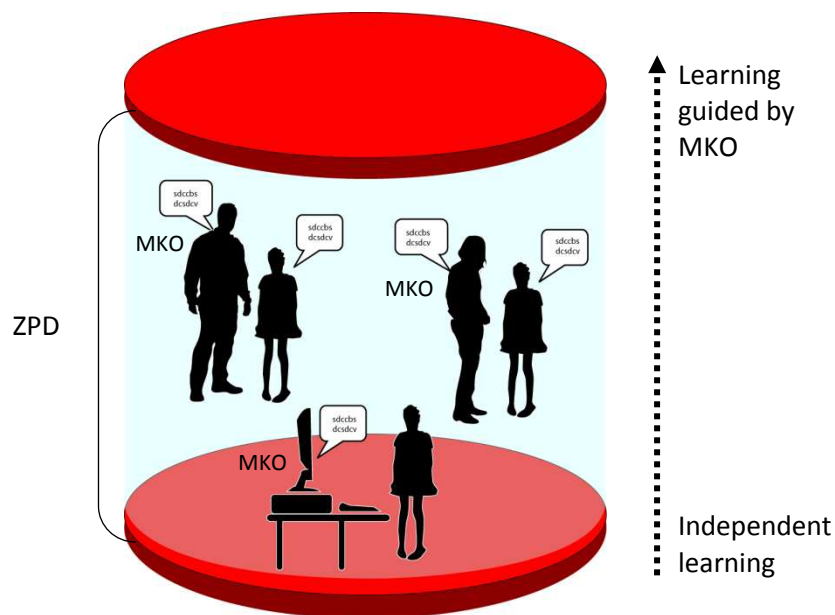 Learning
guided by
MKO
sdccbs
dcsdcv
MKO
sdccbs
dcsdcv
sdccbs
dcsdcv
MKO
sdccbs
dcsdcv
ZPD
sdccbs
dcsdcv
MKO
Independent
learning